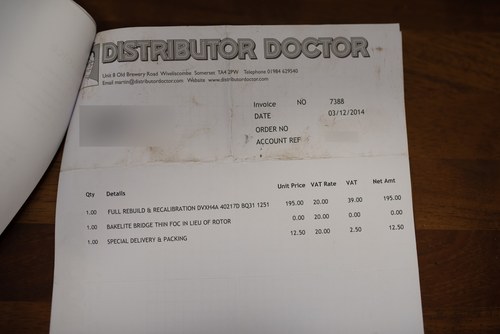 DISTRIBUTOR DOCTOR
Unit 8 Old Brewery Road Wiveliscombe Somerset TA4 2PW Telephone 01984 629540
Email martin@distributordoctor.com Website www.distributordoctor.com
Invoice NO 7388
DATE 03/12/2014
ORDER NO
ACCOUNT REF
Qty Details Unit Price VAT Rate VAT Net Amt
1.00 FULL REBUILD & RECALIBRATION DVXH4A 40217D BQ31 1251 195.00 20.00 39.00 195.00
1.00 BAKELITE BRIDGE THIN FOC IN LIEU OF ROTOR 0.00 20.00 0.00 0.00
1.00 SPECIAL DELIVERY & PACKING 12.50 20.00 2.50 12.50